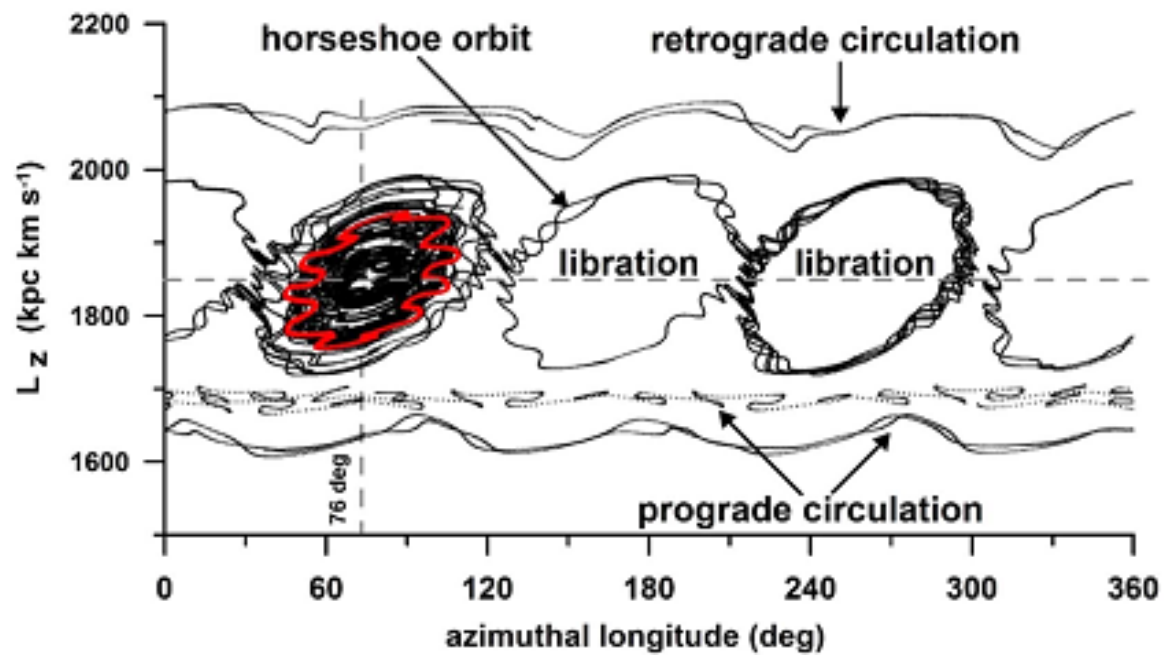 2200
horseshoe orbit
retrograde circulation
2000
libration
libration
1800
1600
76 deg
prograde circulation
L z (kpc km s-1)
0 60 120 180 240 300 360
azimuthal longitude (deg)